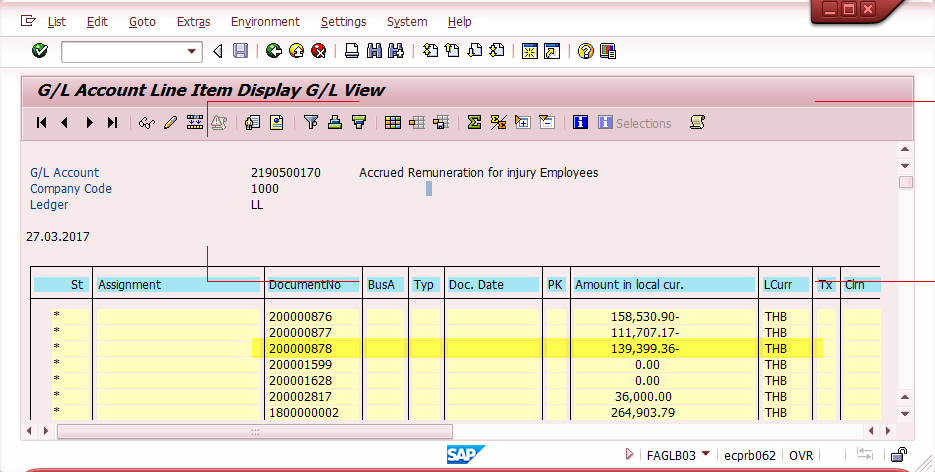 List Edit Goto Extras Environment Settings System Help
G/L Account Line Item Display G/L View
Selections
G/L Account 2190500170 Accrued Remuneration for injury Employees
Company Code 1000
Ledger LL
27.03.2017
St Assignment DocumentNo BusA Typ Doc. Date PK Amount in local cur. LCurr Tx Clrn
* 200000876 158,530.90- THB
* 200000877 111,707.17- THB
* 200000878 139,399.36- THB
* 200001599 0.00 THB
* 200001628 0.00 THB
* 200002817 36,000.00 THB
* 1800000002 264,903.79 THB
SAP FAGLB03 ecprb062 OVR